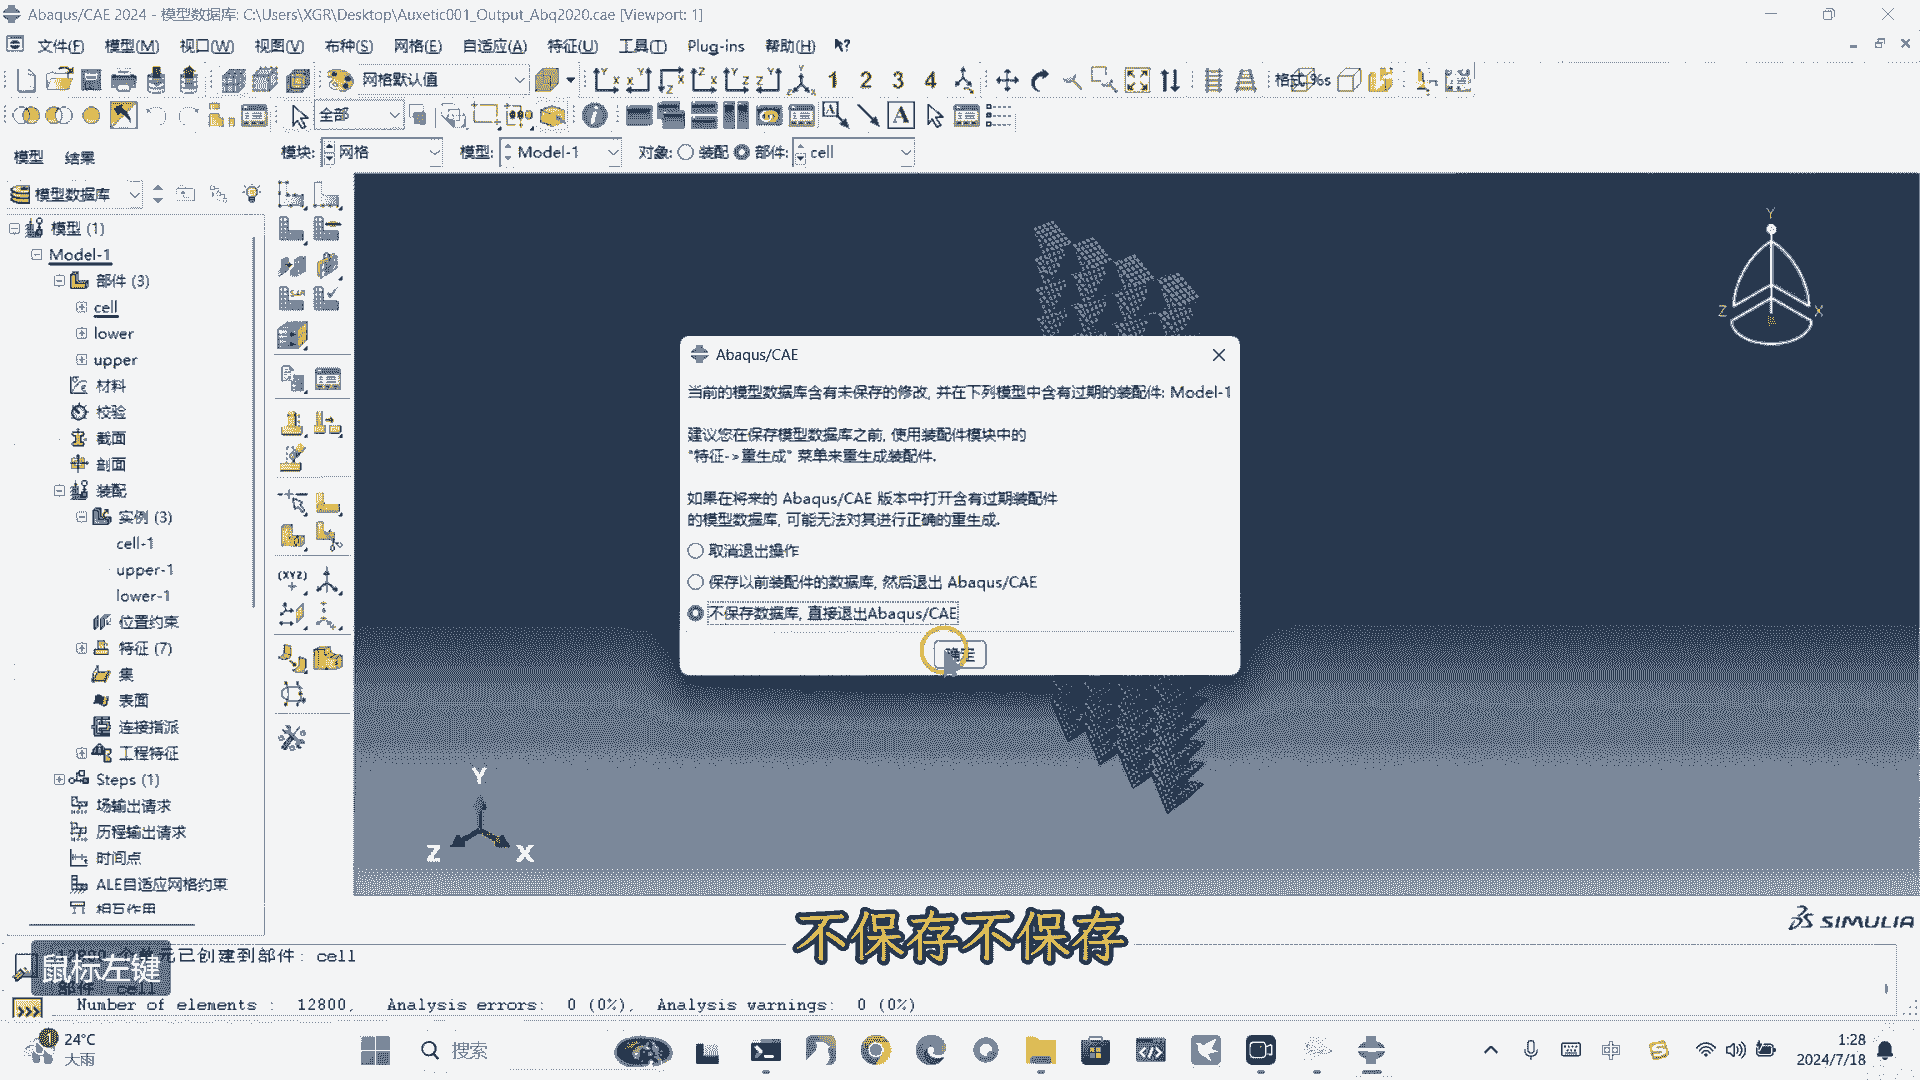 Abaqus/CAE 2024 - 模型数据库: C:\Users\XGR\Desktop\Auxetic001_Output_Abq2020.cae [Viewport: 1]
文件(F) 模型(M) 视口(W) 视图(V) 布种(S) 网格(E) 自适应(A) 特征(U) 工具(T) Plug-ins 帮助(H)
网格默认值 1 2 3 4 格式%s
全部
模型 结果 模块: 网格 模型: Model-1 对象: 装配 部件: cell
模型数据库
模型 (1)
Model-1
部件 (3)
cell
lower
upper
材料
校验
截面
剖面
装配
实例 (3)
cell-1
upper-1
lower-1
位置约束
特征 (7)
集
表面
连接指派
工程特征
Steps (1)
场输出请求
历程输出请求
时间点
ALE自适应网格约束
相互作用
(XYZ)
Y
Z X
Y
Z X
Abaqus/CAE
当前的模型数据库含有未保存的修改, 并在下列模型中含有过期的装配件: Model-1
建议您在保存模型数据库之前, 使用装配件模块中的
"特征->重生成" 菜单来重生成装配件.
如果在将来的 Abaqus/CAE 版本中打开含有过期装配件
的模型数据库, 可能无法对其进行正确的重生成.
取消退出操作
保存以前装配件的数据库, 然后退出 Abaqus/CAE
不保存数据库, 直接退出Abaqus/CAE
确定
SIMULIA
不保存不保存
元已创建到部件: cell
鼠标左键
Number of elements : 12800, Analysis errors: 0 (0%), Analysis warnings: 0 (0%)
24°C
大雨
搜索
中
1:28
2024/7/18